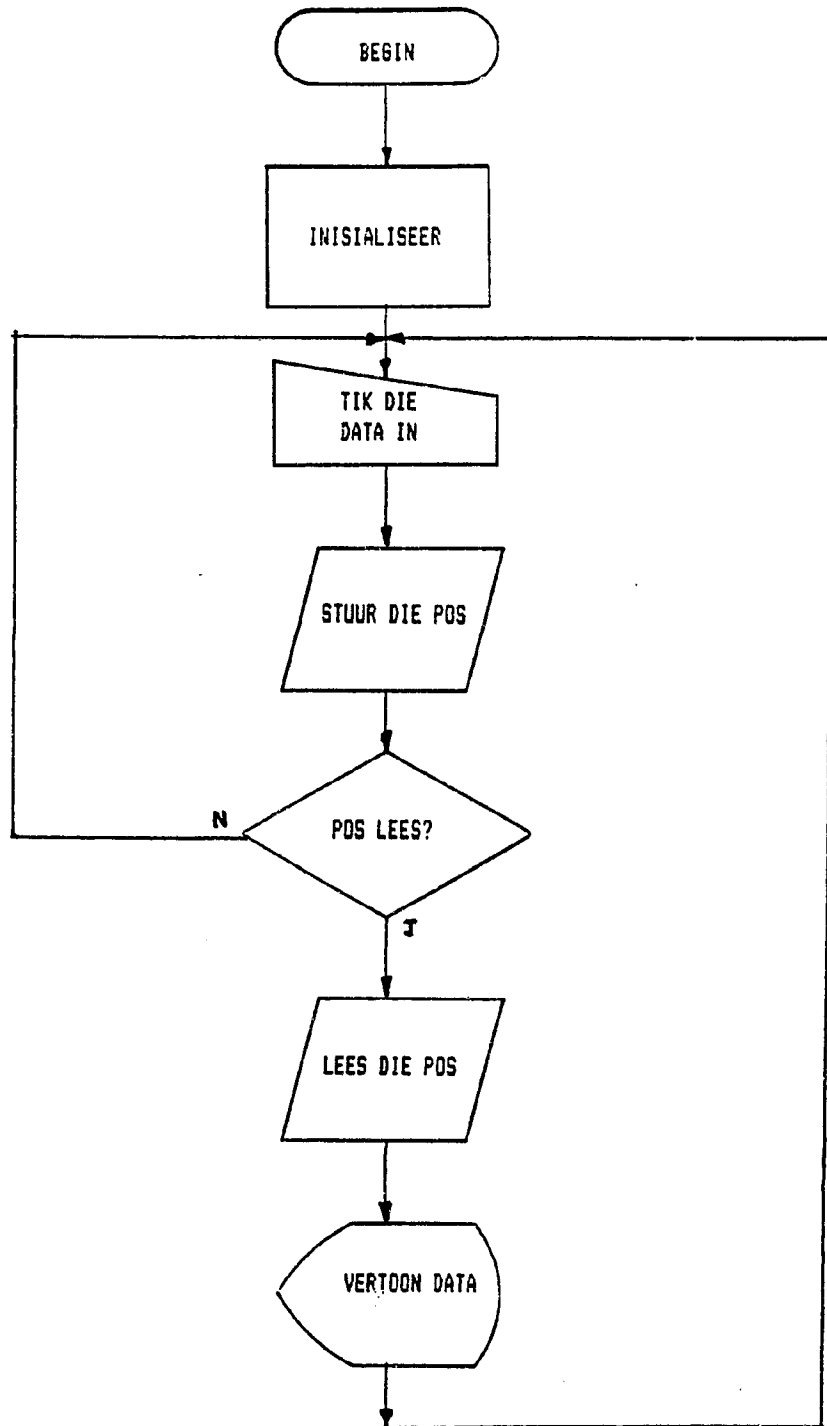 BEGIN
INISIALISEER
TIK DIE
DATA IN
STUUR DIE POS
POS LEES?
N
J
LEES DIE POS
VERTOON DATA